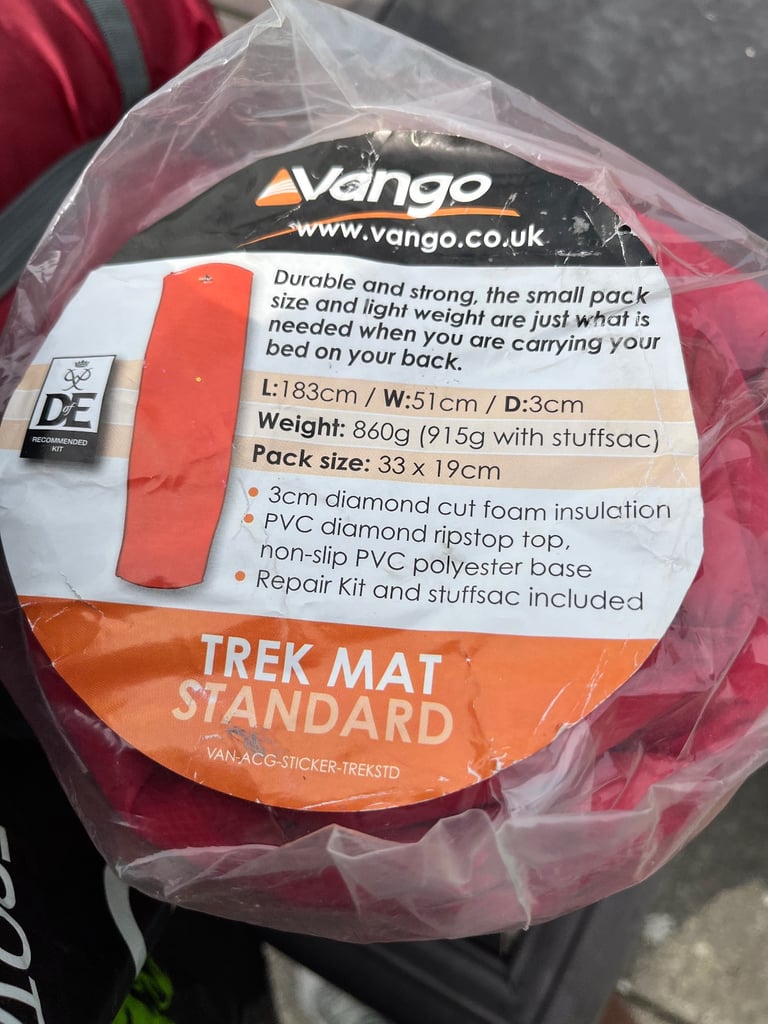 Vango
www.vango.co.uk
Durable and strong, the small pack
size and light weight are just what is
needed when you are carrying your
bed on your back.
L:183cm / W:51cm / D:3cm
Weight: 860g (915g with stuffsac)
Pack size: 33 x 19cm
• 3cm diamond cut foam insulation
• PVC diamond ripstop top,
non-slip PVC polyester base
• Repair Kit and stuffsac included
DofE
RECOMMENDED
KIT
TREK MAT
STANDARD
VAN-ACG-STICKER-TREKSTD